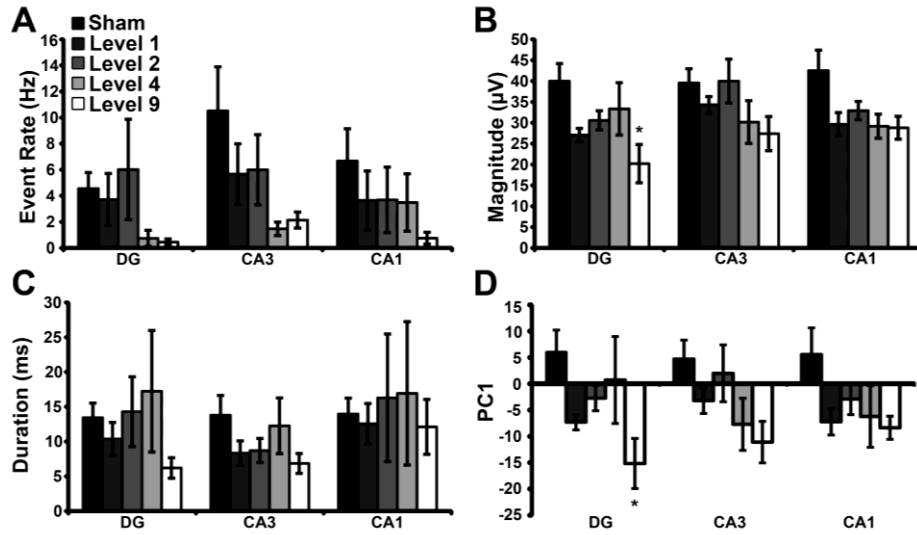 A
Sham
Level 1
Level 2
Level 4
Level 9
Event Rate (Hz)
16
14
12
10
8
6
4
2
0
DG CA3 CA1
B
Magnitude (μV)
50
45
40
35
30
25
20
15
10
5
0
*
DG CA3 CA1
C
Duration (ms)
30
25
20
15
10
5
0
DG CA3 CA1
D
PC1
15
10
5
0
-5
-10
-15
-20
-25
*
DG CA3 CA1